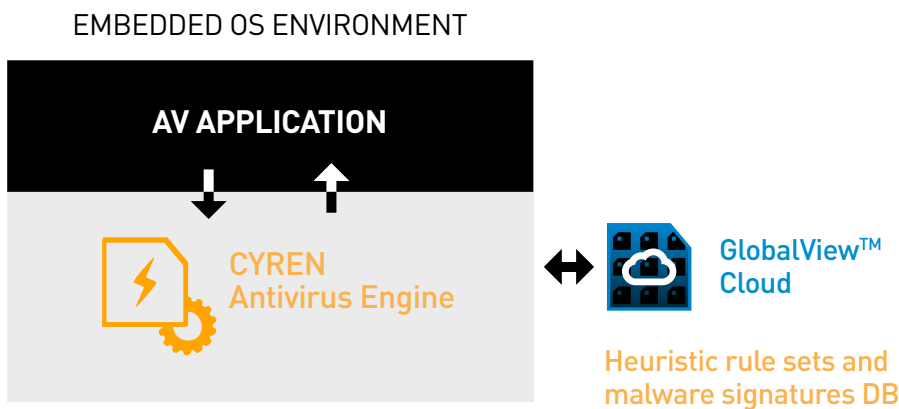 EMBEDDED OS ENVIRONMENT
AV APPLICATION
CYREN
Antivirus Engine
GlobalView™
Cloud
Heuristic rule sets and
malware signatures DB